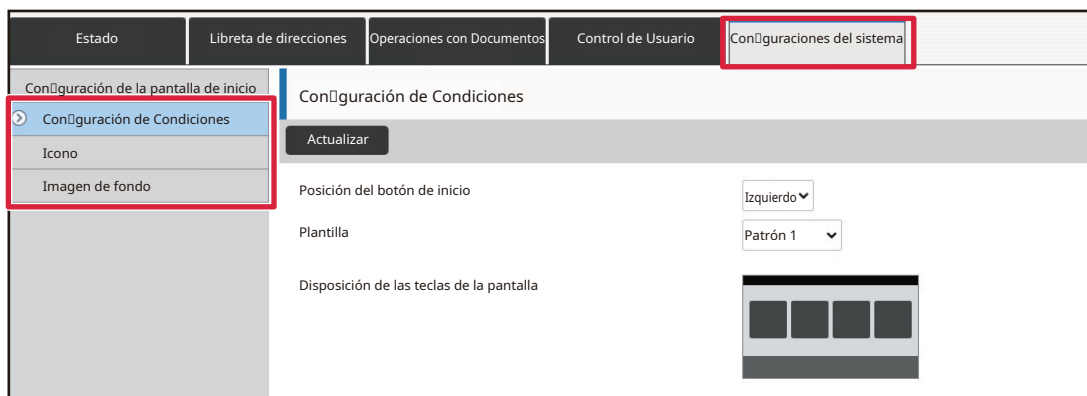 Estado
Libreta de direcciones
Operaciones con Documentos
Control de Usuario
Con▯guraciones del sistema
Con▯guración de la pantalla de inicio
Con▯guración de Condiciones
Icono
Imagen de fondo
Con▯guración de Condiciones
Actualizar
Posición del botón de inicio
Izquierdo
Plantilla
Patrón 1
Disposición de las teclas de la pantalla